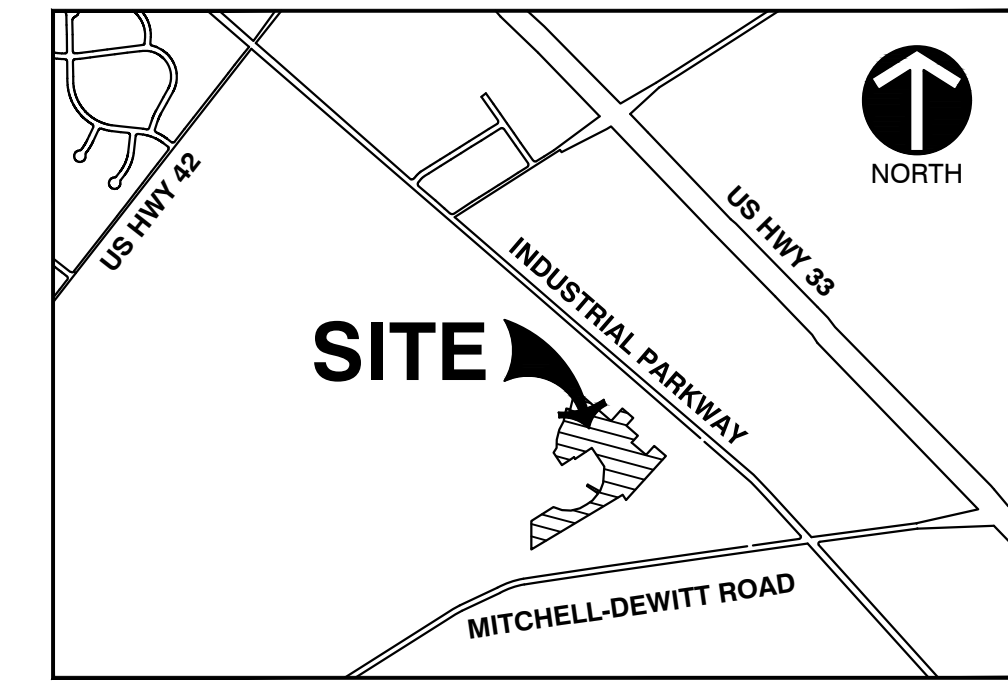 NORTH
US HWY 42
US HWY 33
INDUSTRIAL PARKWAY
SITE
MITCHELL-DEWITT ROAD